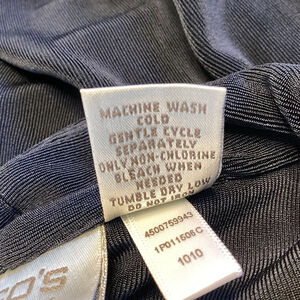 MACHINE WASH
COLD
GENTLE CYCLE
SEPARATELY
ONLY NON-CHLORINE
BLEACH WHEN
NEEDED
TUMBLE DRY LOW
DO NOT IRON
4500759943
1P011608C
1010